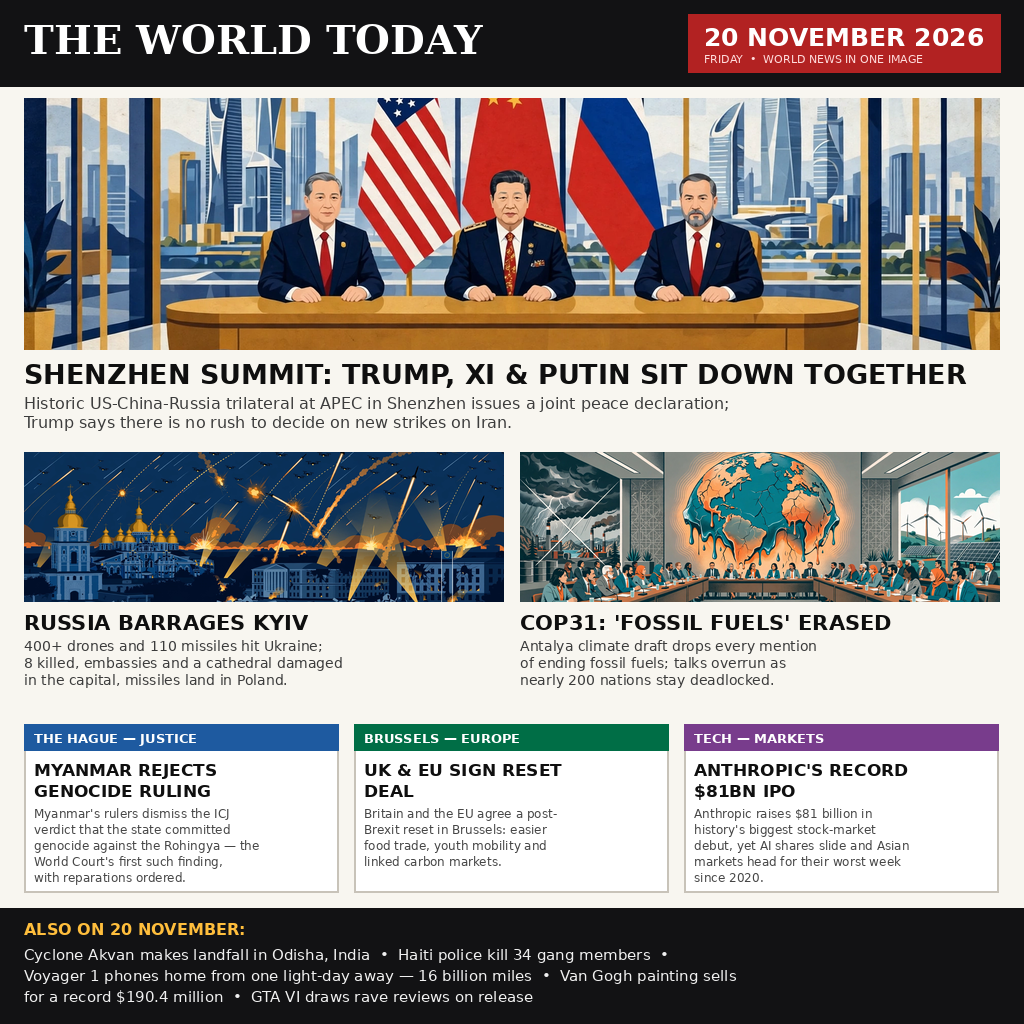 THE WORLD TODAY
20 NOVEMBER 2026
FRIDAY • WORLD NEWS IN ONE IMAGE
SHENZHEN SUMMIT: TRUMP, XI & PUTIN SIT DOWN TOGETHER
Historic US-China-Russia trilateral at APEC in Shenzhen issues a joint peace declaration;
Trump says there is no rush to decide on new strikes on Iran.
RUSSIA BARRAGES KYIV
400+ drones and 110 missiles hit Ukraine;
8 killed, embassies and a cathedral damaged
in the capital, missiles land in Poland.
COP31: 'FOSSIL FUELS' ERASED
Antalya climate draft drops every mention
of ending fossil fuels; talks overrun as
nearly 200 nations stay deadlocked.
THE HAGUE — JUSTICE
MYANMAR REJECTS
GENOCIDE RULING
Myanmar's rulers dismiss the ICJ
verdict that the state committed
genocide against the Rohingya — the
World Court's first such finding,
with reparations ordered.
BRUSSELS — EUROPE
UK & EU SIGN RESET
DEAL
Britain and the EU agree a post-
Brexit reset in Brussels: easier
food trade, youth mobility and
linked carbon markets.
TECH — MARKETS
ANTHROPIC'S RECORD
$81BN IPO
Anthropic raises $81 billion in
history's biggest stock-market
debut, yet AI shares slide and Asian
markets head for their worst week
since 2020.
ALSO ON 20 NOVEMBER:
Cyclone Akvan makes landfall in Odisha, India • Haiti police kill 34 gang members •
Voyager 1 phones home from one light-day away — 16 billion miles • Van Gogh painting sells
for a record $190.4 million • GTA VI draws rave reviews on release